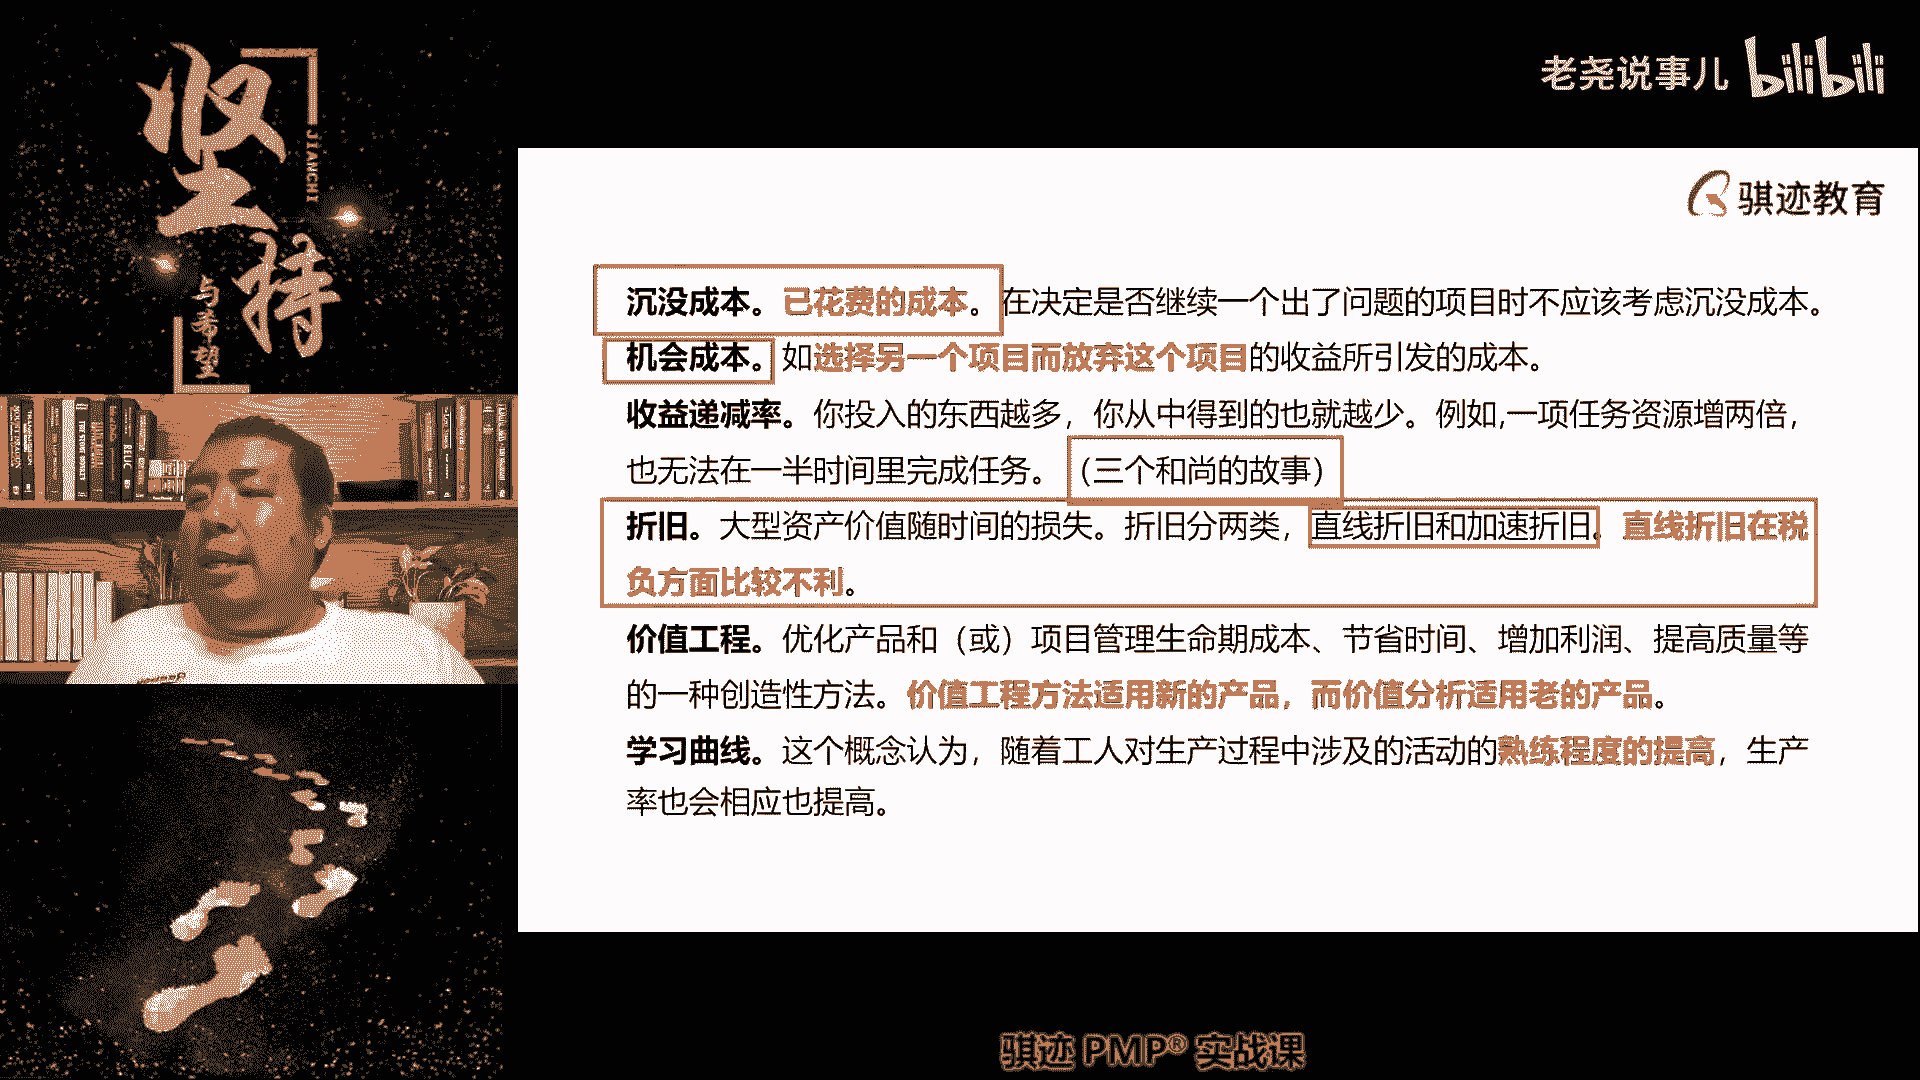 坚持
JIANCHI
与希望
老尧说事儿 bilibili
骐迹教育
沉没成本。已花费的成本。在决定是否继续一个出了问题的项目时不应该考虑沉没成本。
机会成本。如选择另一个项目而放弃这个项目的收益所引发的成本。
收益递减率。你投入的东西越多，你从中得到的也就越少。例如,一项任务资源增两倍，
也无法在一半时间里完成任务。（三个和尚的故事）
折旧。大型资产价值随时间的损失。折旧分两类，直线折旧和加速折旧。直线折旧在税
负方面比较不利。
价值工程。优化产品和（或）项目管理生命期成本、节省时间、增加利润、提高质量等
的一种创造性方法。价值工程方法适用新的产品，而价值分析适用老的产品。
学习曲线。这个概念认为，随着工人对生产过程中涉及的活动的熟练程度的提高，生产
率也会相应也提高。
骐迹 PMP® 实战课